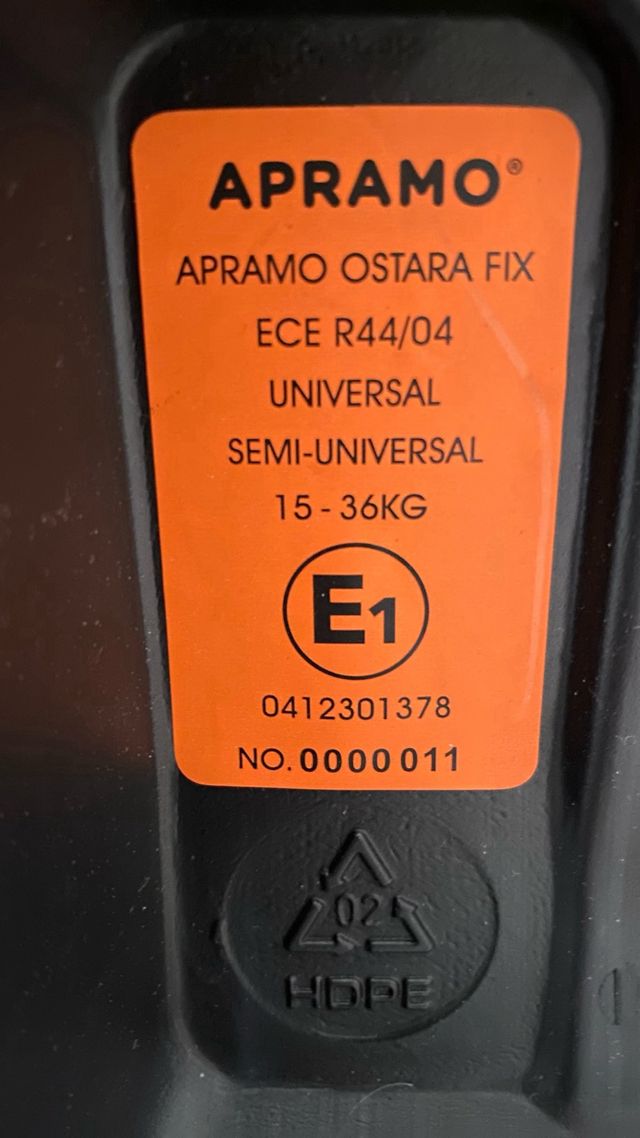 APRAMO®
APRAMO OSTARA FIX
ECE R44/04
UNIVERSAL
SEMI-UNIVERSAL
15 - 36KG
E1
0412301378
NO. 0000011
02
HDPE